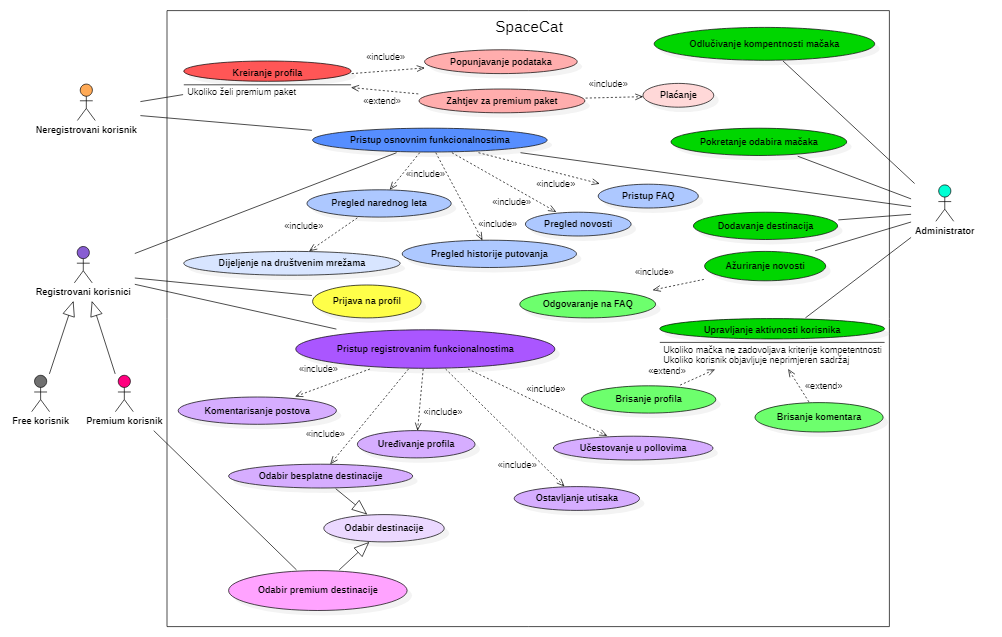 SpaceCat
Odlučivanje kompentnosti mačaka
«include»
Popunjavanje podataka
Kreiranje profila
Ukoliko želi premium paket
«include»
«extend»
Zahtjev za premium paket
Plaćanje
Neregistrovani korisnik
Pristup osnovnim funkcionalnostima
Pokretanje odabira mačaka
«include»
«include»
Pristup FAQ
Pregled narednog leta
«include»
«include»
«include»
Pregled novosti
Dodavanje destinacija
Administrator
Pregled historije putovanja
Dijeljenje na društvenim mrežama
Ažuriranje novosti
«include»
Registrovani korisnici
Prijava na profil
Odgovaranje na FAQ
Upravljanje aktivnosti korisnika
Ukoliko mačka ne zadovoljava kriterije kompetentnosti
Ukoliko korisnik objavljuje neprimjeren sadržaj
Pristup registrovanim funkcionalnostima
«include»
«extend»
«extend»
«include»
Brisanje profila
Komentarisanje postova
«include»
Brisanje komentara
Free korisnik
Premium korisnik
«include»
Uređivanje profila
Učestovanje u pollovima
«include»
Odabir besplatne destinacije
Ostavljanje utisaka
Odabir destinacije
Odabir premium destinacije